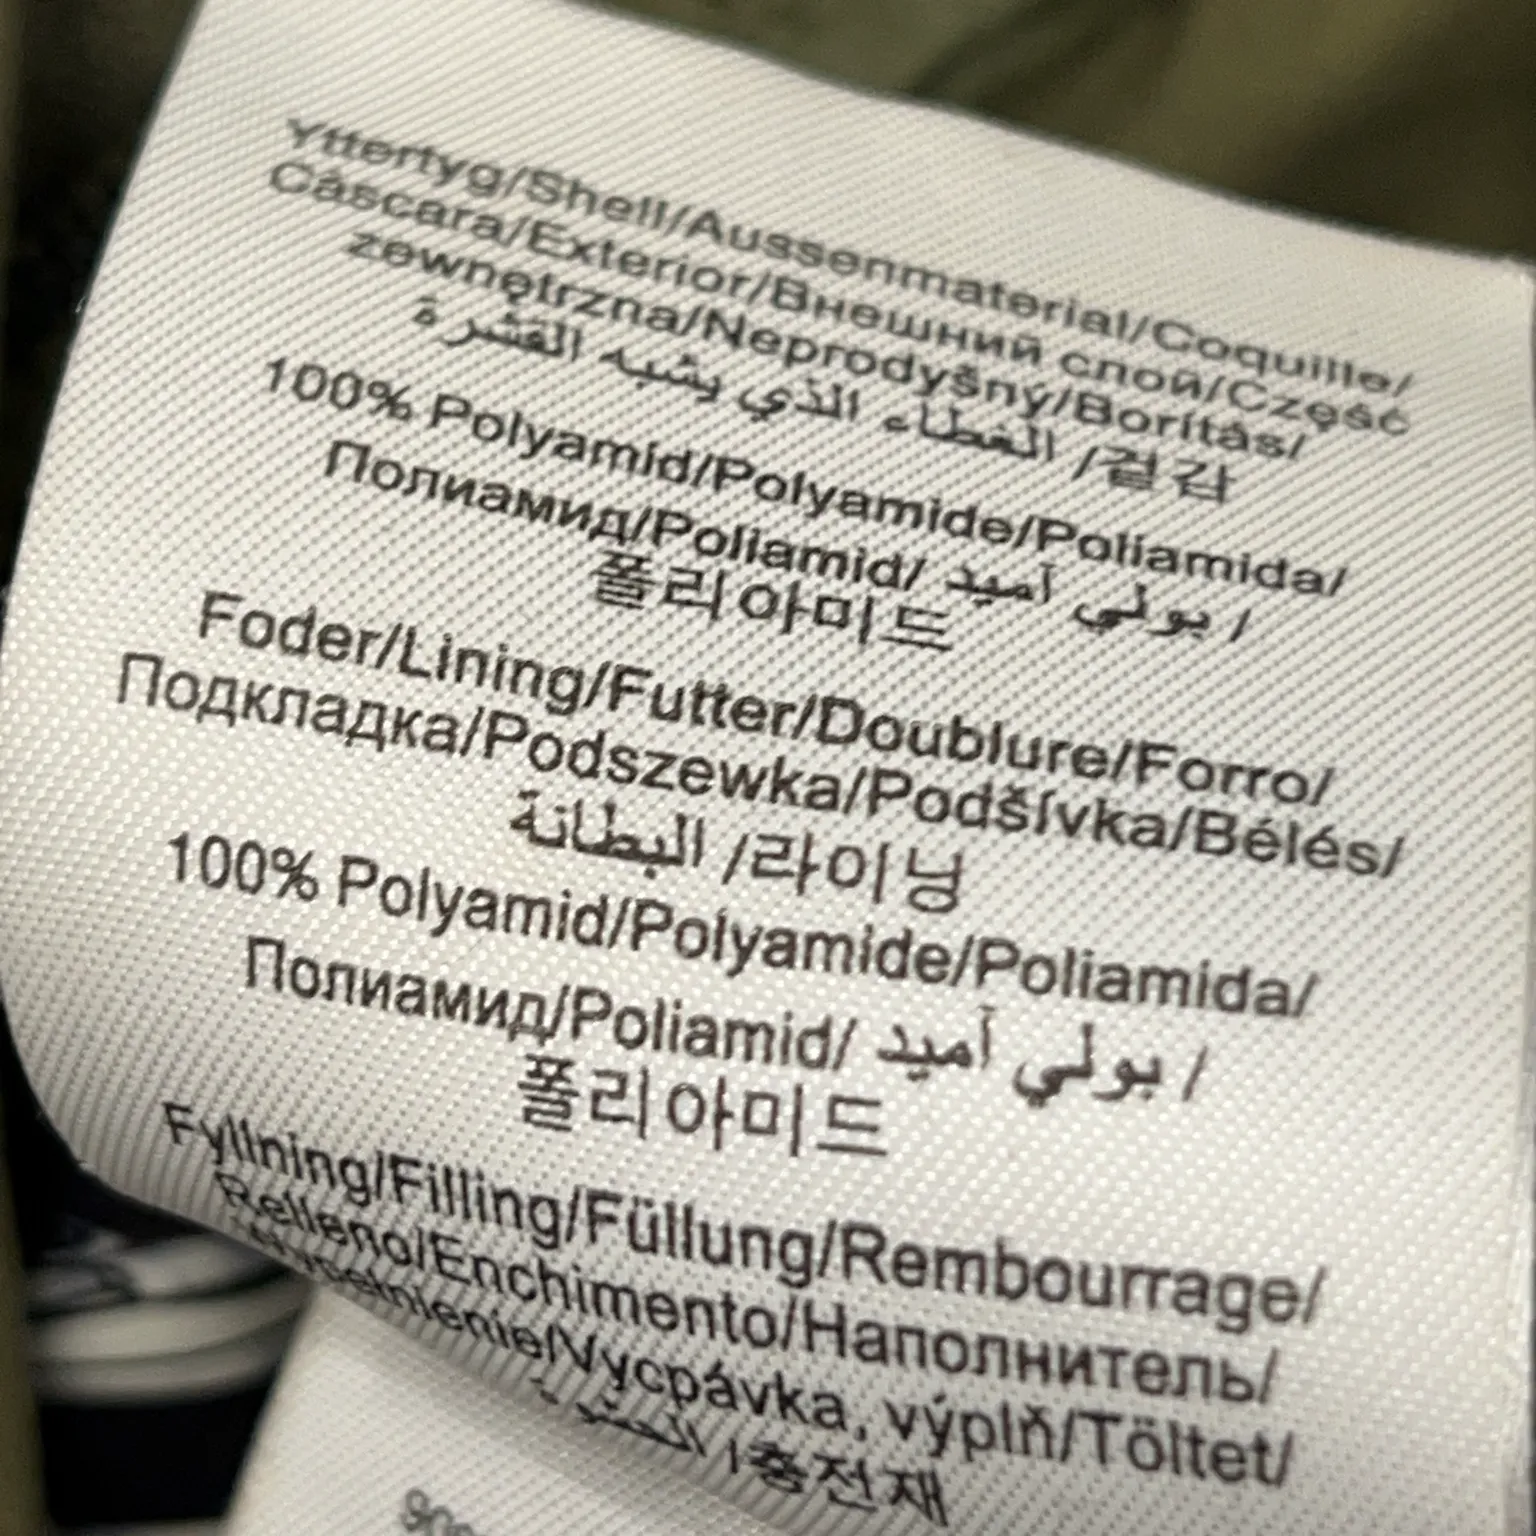 Yttertyg/Shell/Aussenmaterial/Coquille/
Cáscara/Exterior/Внешний слой/Część
zewnętrzna/Neprodyšný/Borítás/
الغطاء الذي يشبه القشرة /겉감
100% Polyamid/Polyamide/Poliamida/
Полиамид/Poliamid/ بولي آميد /
폴리아미드
Foder/Lining/Futter/Doublure/Forro/
Подкладка/Podszewka/Podšívka/Bélés/
البطانة /라이닝
100% Polyamid/Polyamide/Poliamida/
Полиамид/Poliamid/ بولي آميد /
폴리아미드
Fyllning/Filling/Füllung/Rembourrage/
Relleno/Enchimento/Наполнитель/
Vycpávka, výplň/Töltet/
/충전재